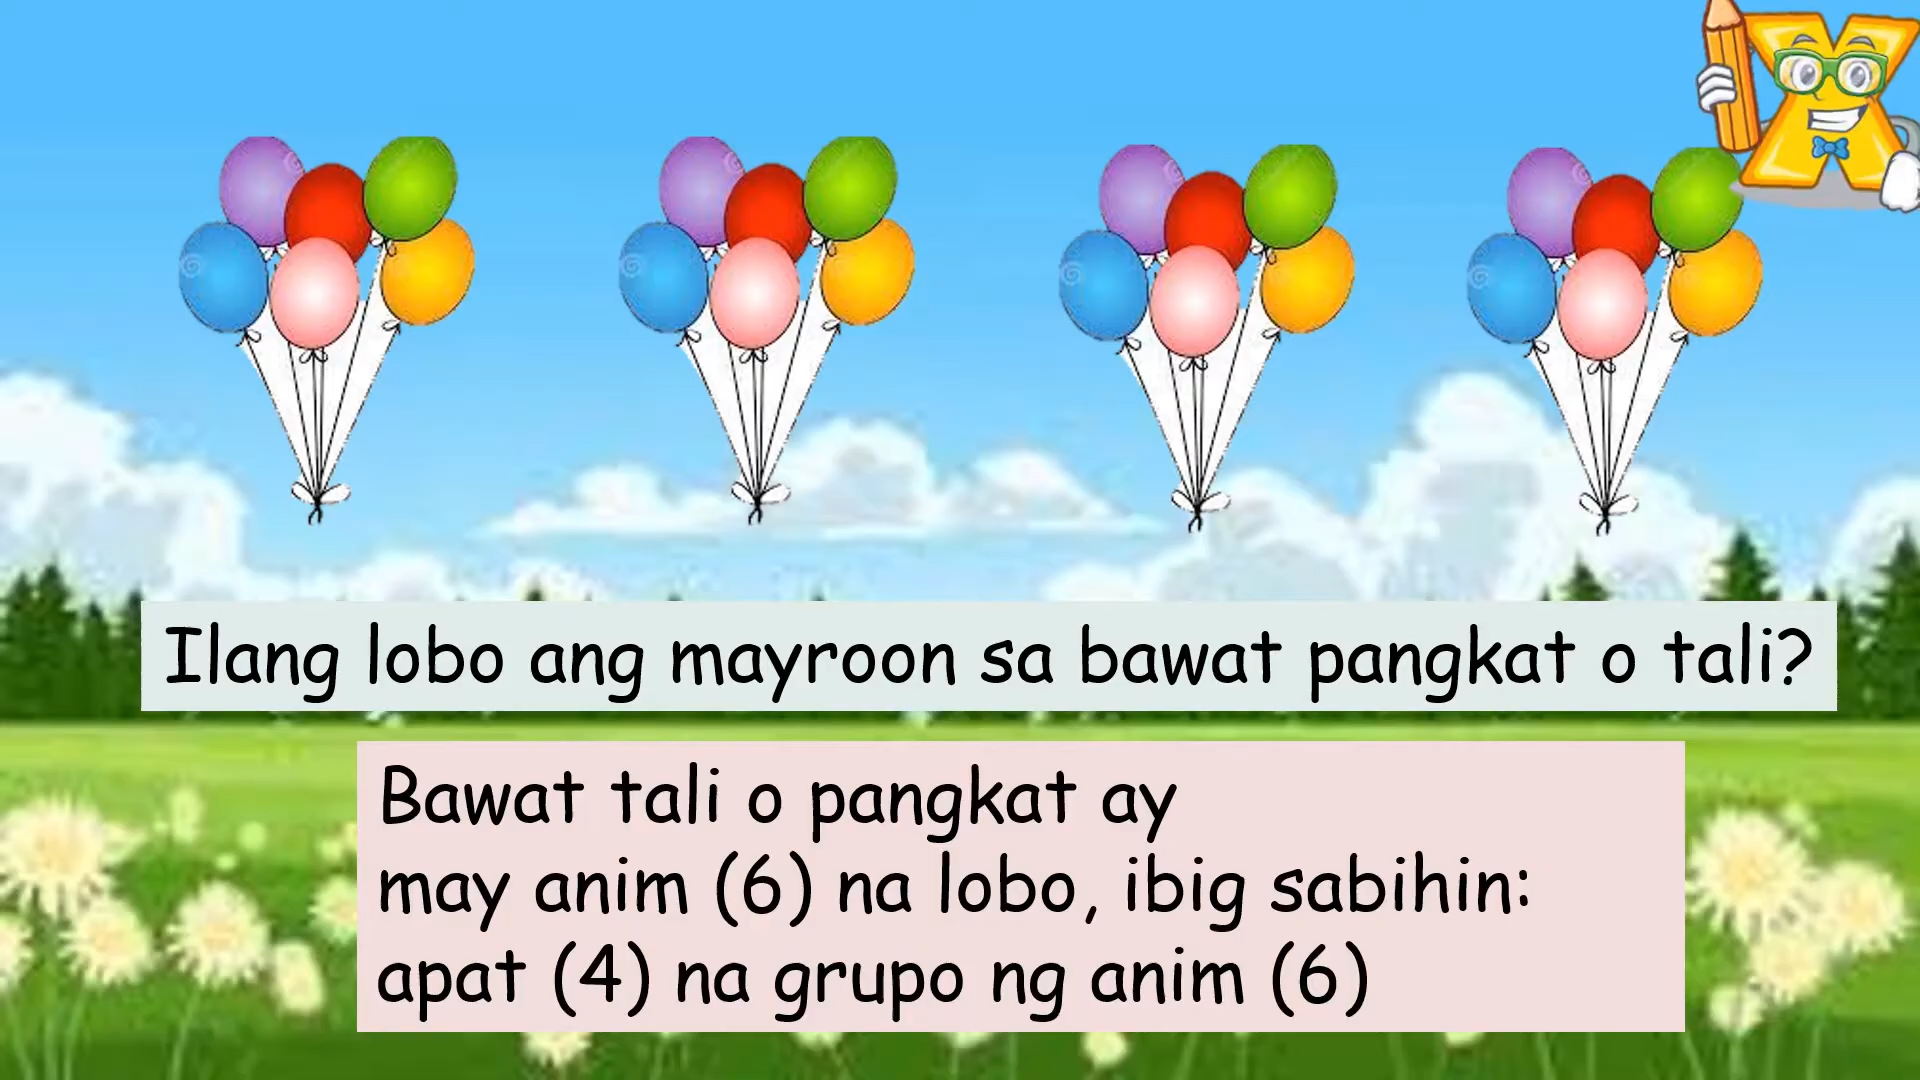 Ilang lobo ang mayroon sa bawat pangkat o tali?
Bawat tali o pangkat ay
may anim (6) na lobo, ibig sabihin:
apat (4) na grupo ng anim (6)